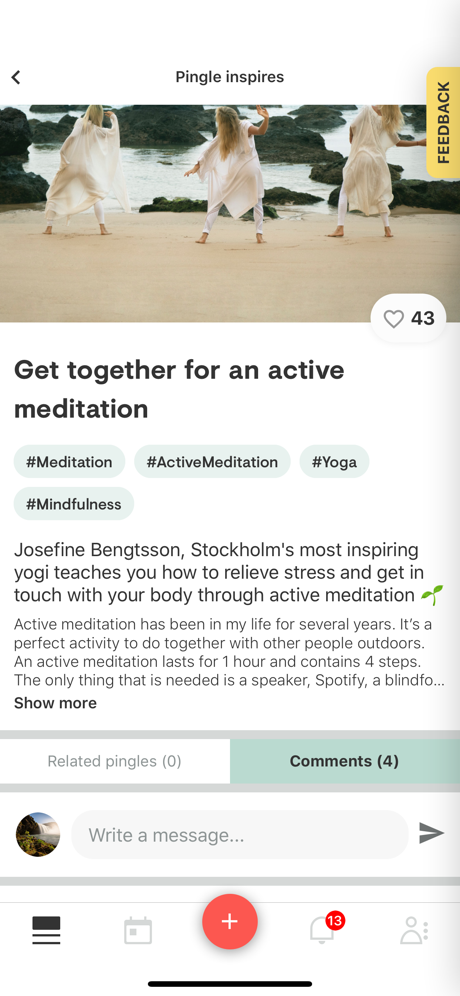 Pingle inspires
FEEDBACK
43
Get together for an active
meditation
#Meditation
#ActiveMeditation
#Yoga
#Mindfulness
Josefine Bengtsson, Stockholm's most inspiring
yogi teaches you how to relieve stress and get in
touch with your body through active meditation 🌱
Active meditation has been in my life for several years. It's a
perfect activity to do together with other people outdoors.
An active meditation lasts for 1 hour and contains 4 steps.
The only thing that is needed is a speaker, Spotify, a blindfo...
Show more
Related pingles (0)
Comments (4)
Write a message...
13